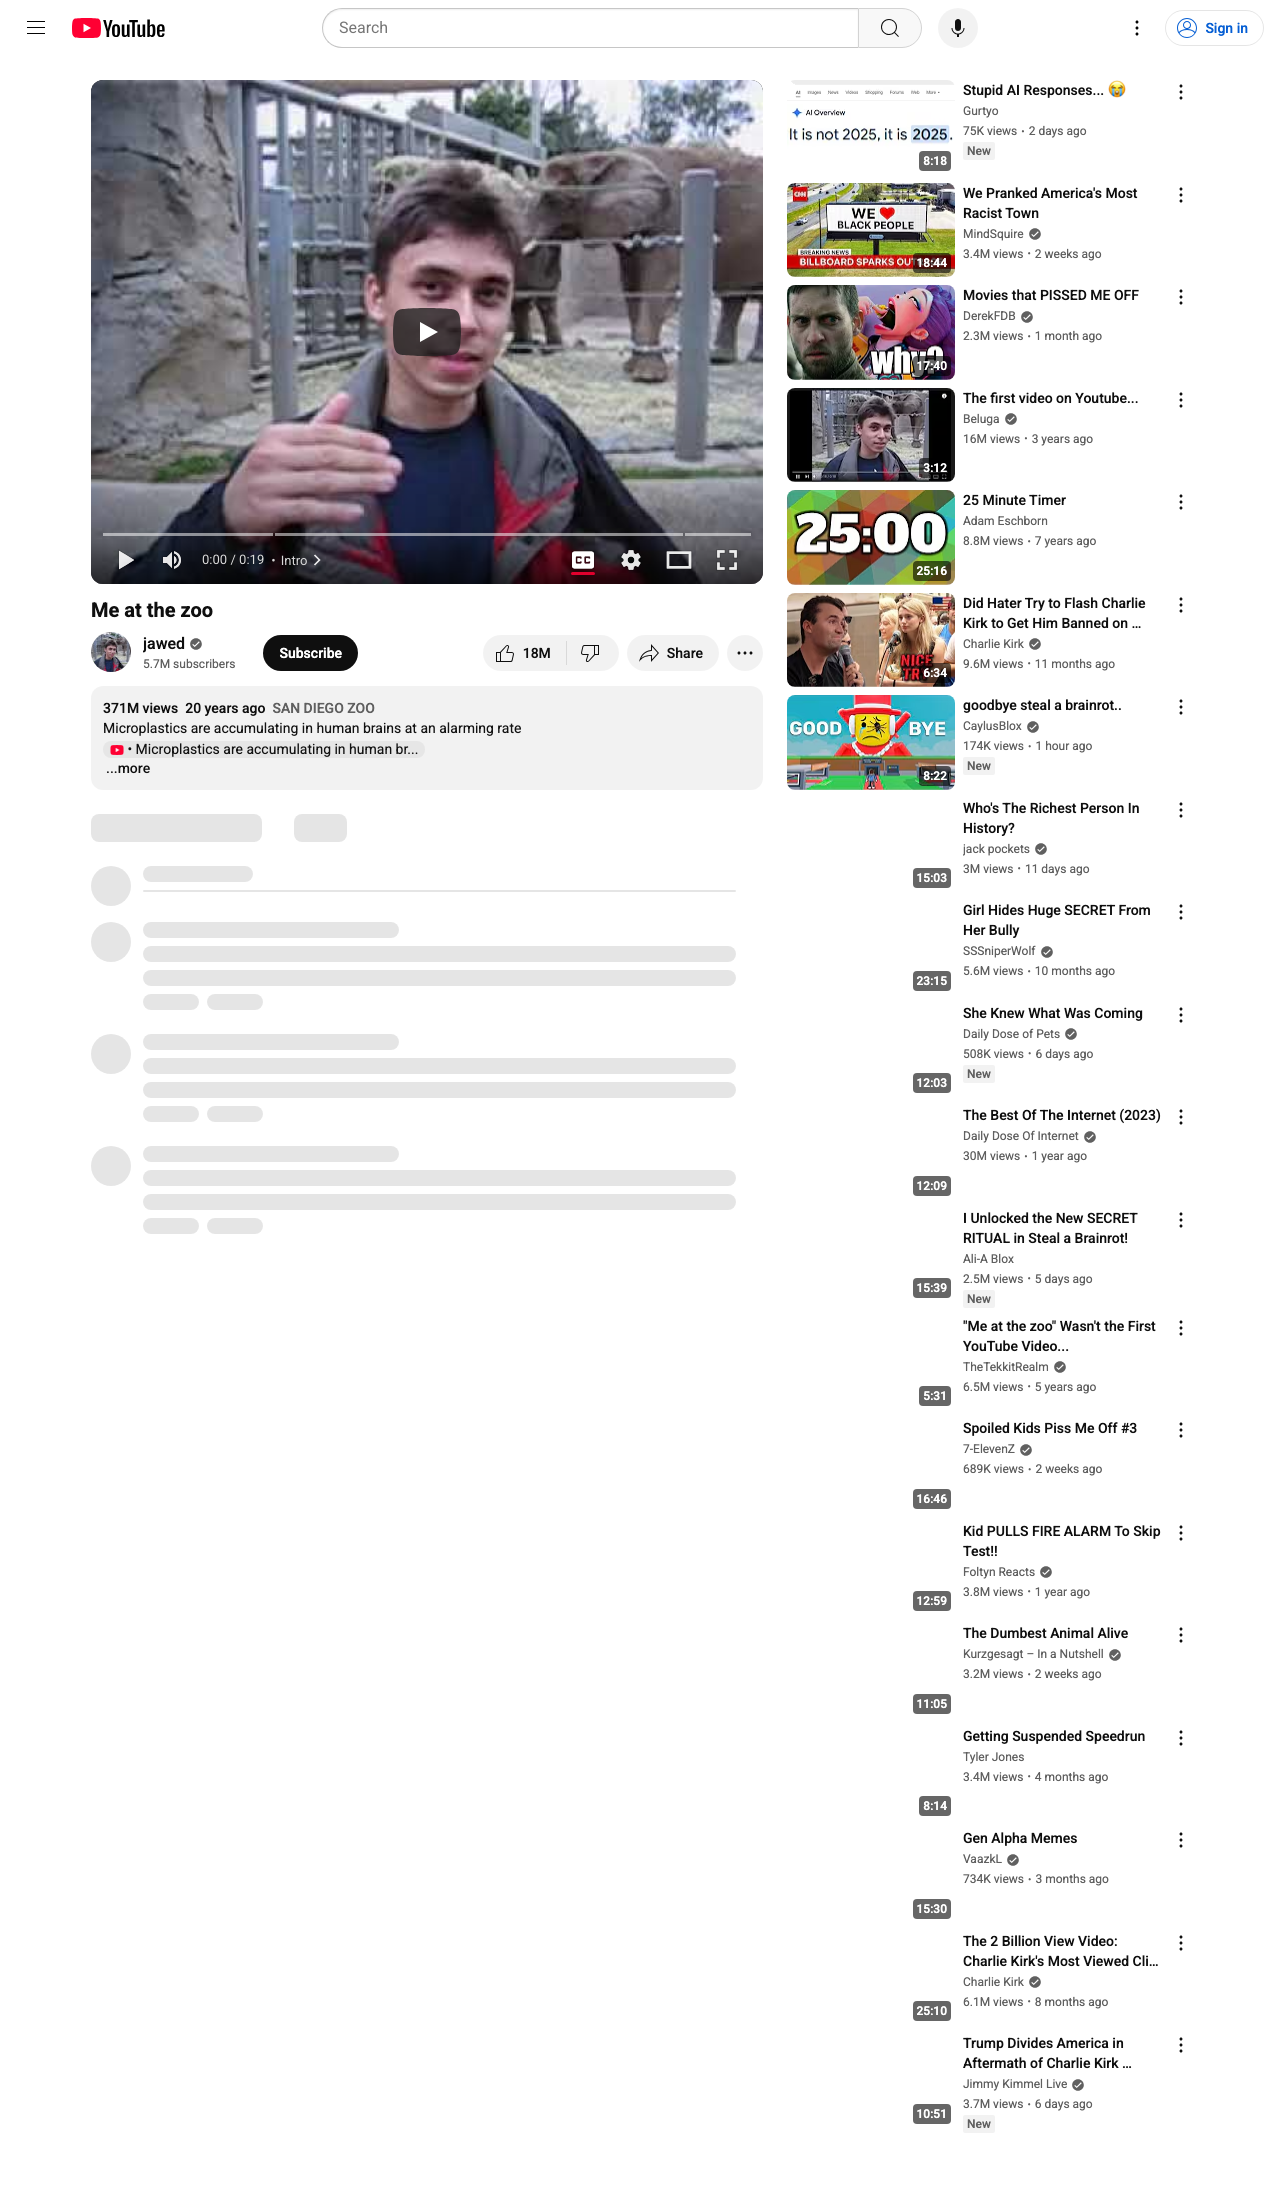 YouTube
Search
Sign in
0:00 / 0:19 • Intro
CC
Me at the zoo
jawed
5.7M subscribers
Subscribe
18M
Share
371M views 20 years ago SAN DIEGO ZOO
Microplastics are accumulating in human brains at an alarming rate
• Microplastics are accumulating in human br...
...more
All Images News Videos Shopping Forums Web More
AI Overview
It is not 2025, it is 2025.
8:18
Stupid AI Responses... 😭
Gurtyo
75K views • 2 days ago
New
CNN
WE ❤ BLACK PEOPLE
BREAKING NEWS
BILLBOARD SPARKS OUT
18:44
We Pranked America's Most
Racist Town
MindSquire
3.4M views • 2 weeks ago
why?
17:40
Movies that PISSED ME OFF
DerekFDB
2.3M views • 1 month ago
3:12
The first video on Youtube...
Beluga
16M views • 3 years ago
25:00
25:16
25 Minute Timer
Adam Eschborn
8.8M views • 7 years ago
NICE
TR
6:34
Did Hater Try to Flash Charlie
Kirk to Get Him Banned on ...
Charlie Kirk
9.6M views • 11 months ago
GOOD BYE
8:22
goodbye steal a brainrot..
CaylusBlox
174K views • 1 hour ago
New
15:03
Who's The Richest Person In
History?
jack pockets
3M views • 11 days ago
23:15
Girl Hides Huge SECRET From
Her Bully
SSSniperWolf
5.6M views • 10 months ago
12:03
She Knew What Was Coming
Daily Dose of Pets
508K views • 6 days ago
New
12:09
The Best Of The Internet (2023)
Daily Dose Of Internet
30M views • 1 year ago
15:39
I Unlocked the New SECRET
RITUAL in Steal a Brainrot!
Ali-A Blox
2.5M views • 5 days ago
New
5:31
"Me at the zoo" Wasn't the First
YouTube Video...
TheTekkitRealm
6.5M views • 5 years ago
16:46
Spoiled Kids Piss Me Off #3
7-ElevenZ
689K views • 2 weeks ago
12:59
Kid PULLS FIRE ALARM To Skip
Test!!
Foltyn Reacts
3.8M views • 1 year ago
11:05
The Dumbest Animal Alive
Kurzgesagt – In a Nutshell
3.2M views • 2 weeks ago
8:14
Getting Suspended Speedrun
Tyler Jones
3.4M views • 4 months ago
15:30
Gen Alpha Memes
VaazkL
734K views • 3 months ago
25:10
The 2 Billion View Video:
Charlie Kirk's Most Viewed Cli...
Charlie Kirk
6.1M views • 8 months ago
10:51
Trump Divides America in
Aftermath of Charlie Kirk ...
Jimmy Kimmel Live
3.7M views • 6 days ago
New